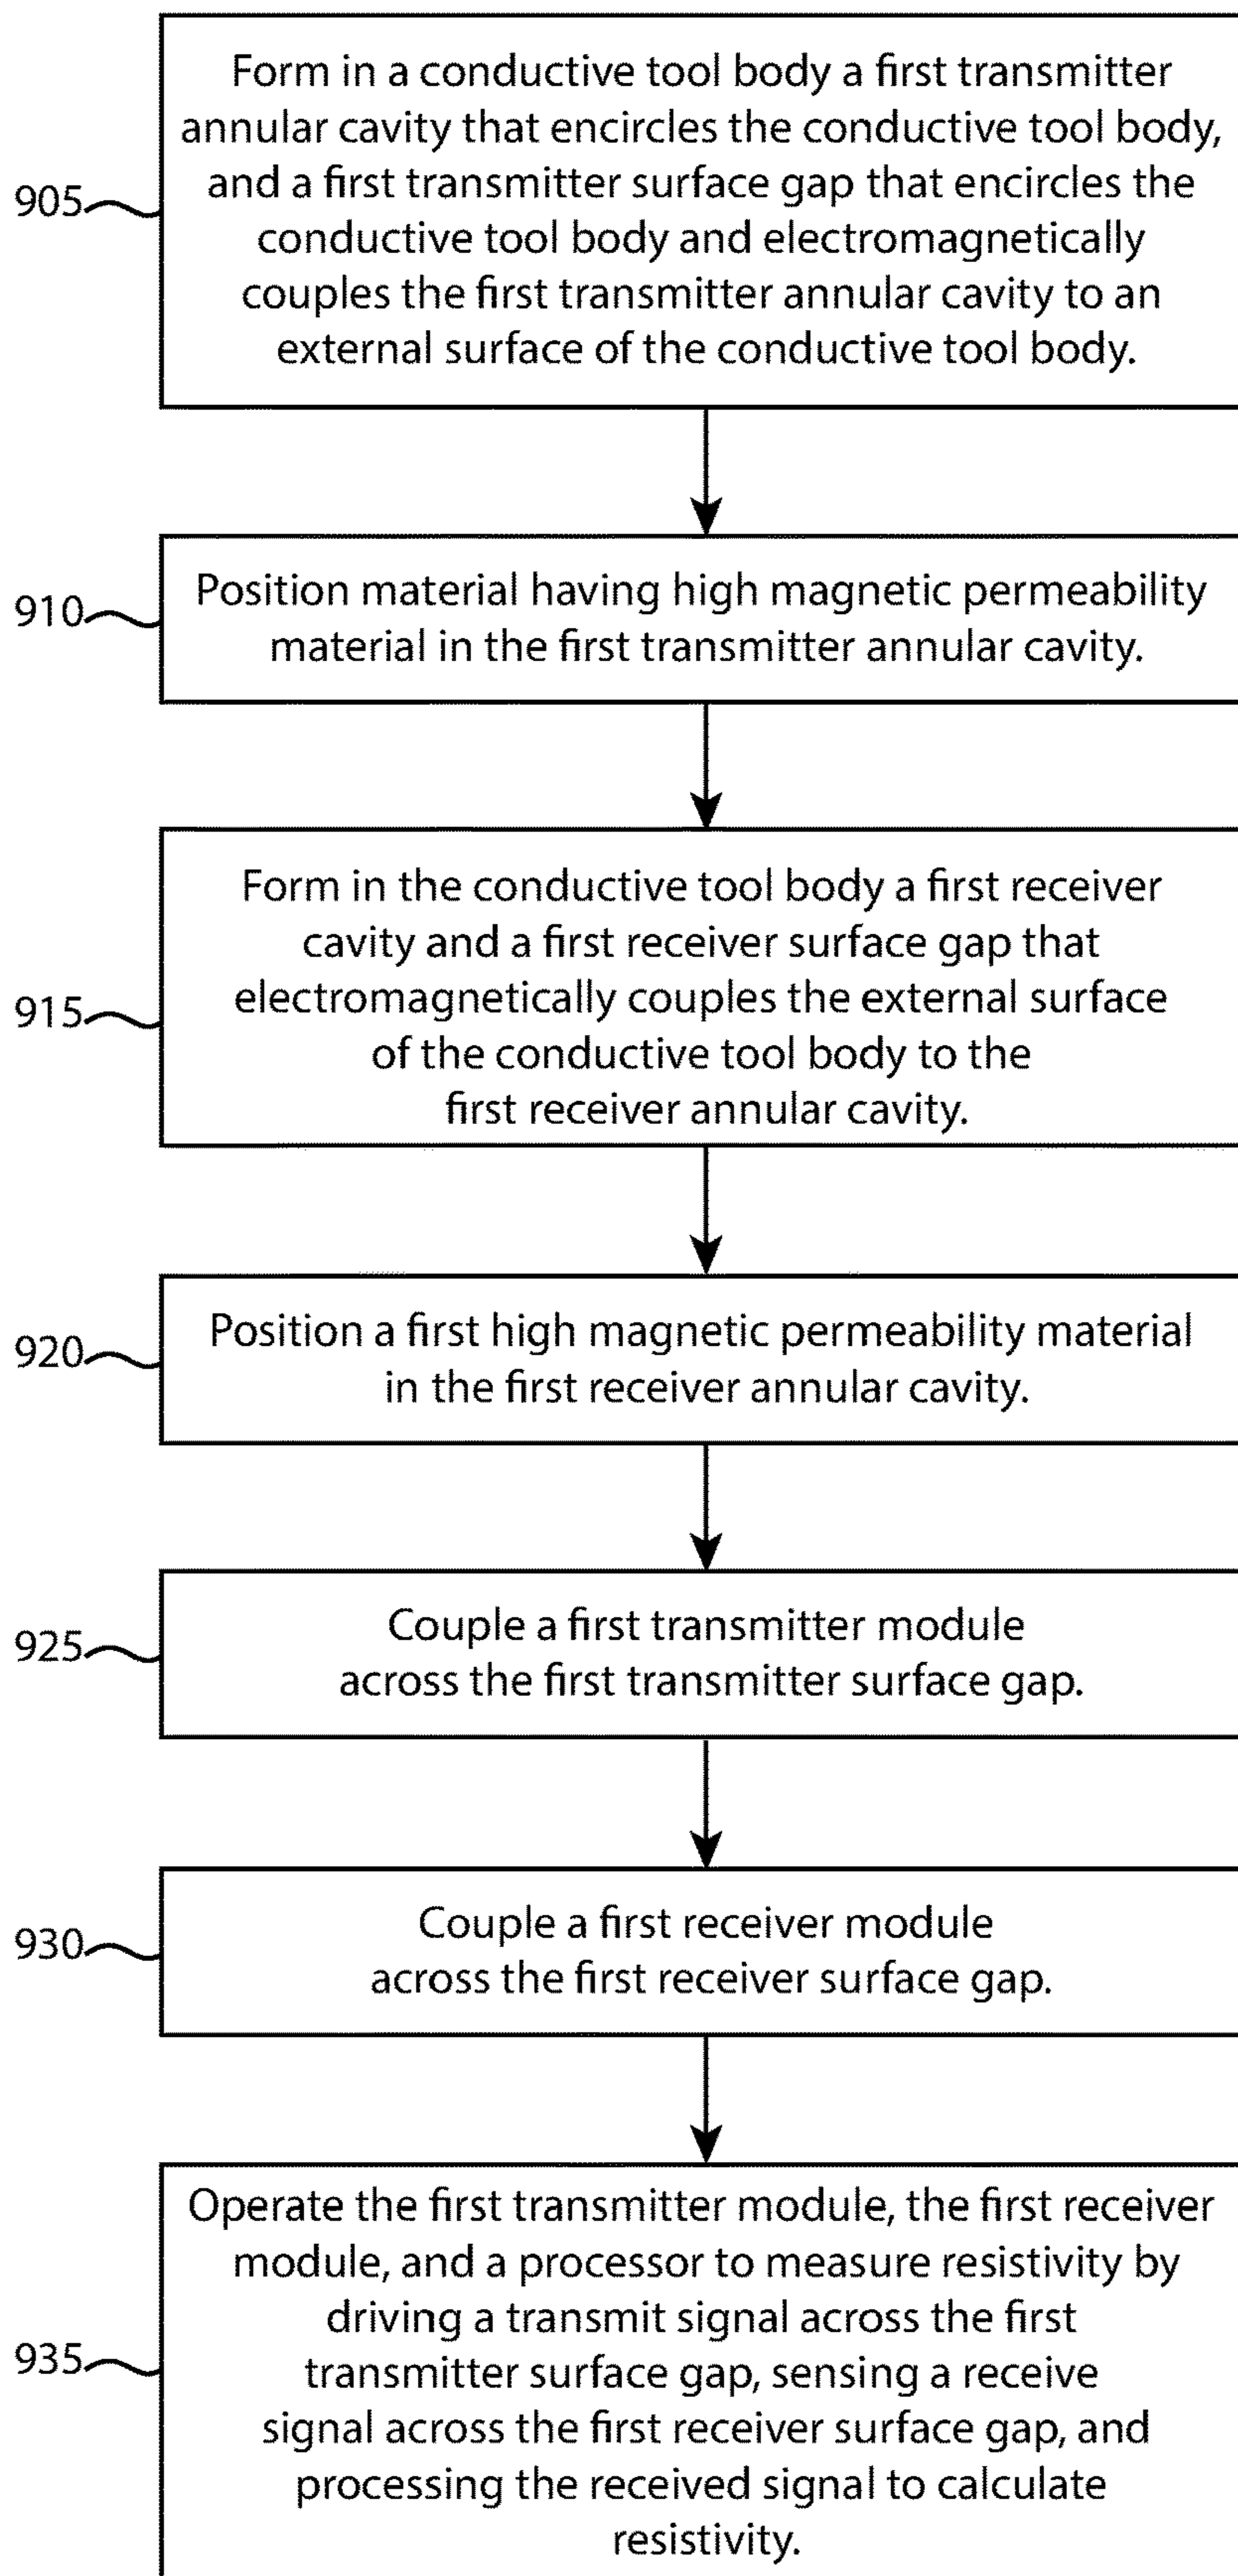 Form in a conductive tool body a first transmitter
annular cavity that encircles the conductive tool body,
and a first transmitter surface gap that encircles the
905
conductive tool body and electromagnetically
couples the first transmitter annular cavity to an
external surface of the conductive tool body.
910
Position material having high magnetic permeability
material in the first transmitter annular cavity.
Form in the conductive tool body a first receiver
cavity and a first receiver surface gap that
915
electromagnetically couples the external surface
of the conductive tool body to the
first receiver annular cavity.
920
Position a first high magnetic permeability material
in the first receiver annular cavity.
925
Couple a first transmitter module
across the first transmitter surface gap.
930
Couple a first receiver module
across the first receiver surface gap.
Operate the first transmitter module, the first receiver
module, and a processor to measure resistivity by
driving a transmit signal across the first
935
transmitter surface gap, sensing a receive
signal across the first receiver surface gap, and
processing the received signal to calculate
resistivity.